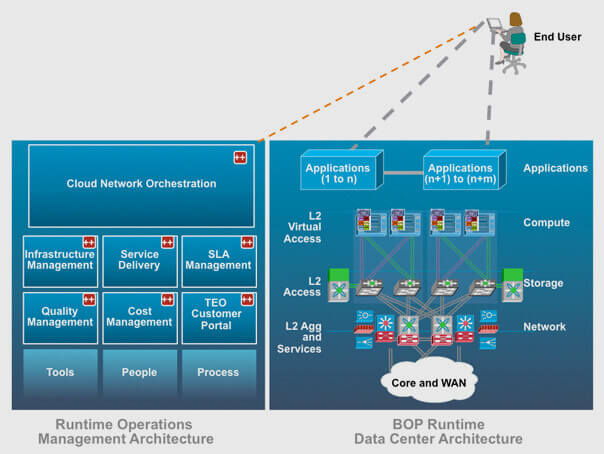 End User
Cloud Network Orchestration
Infrastructure
Management
Service
Delivery
SLA
Management
Quality
Management
Cost
Management
TEO
Customer
Portal
Tools
People
Process
Runtime Operations
Management Architecture
Applications
(1 to n)
Applications
(n+1) to (n+m)
Applications
L2
Virtual
Access
Compute
L2
Access
Storage
L2 Agg
and
Services
Network
Core and WAN
BOP Runtime
Data Center Architecture